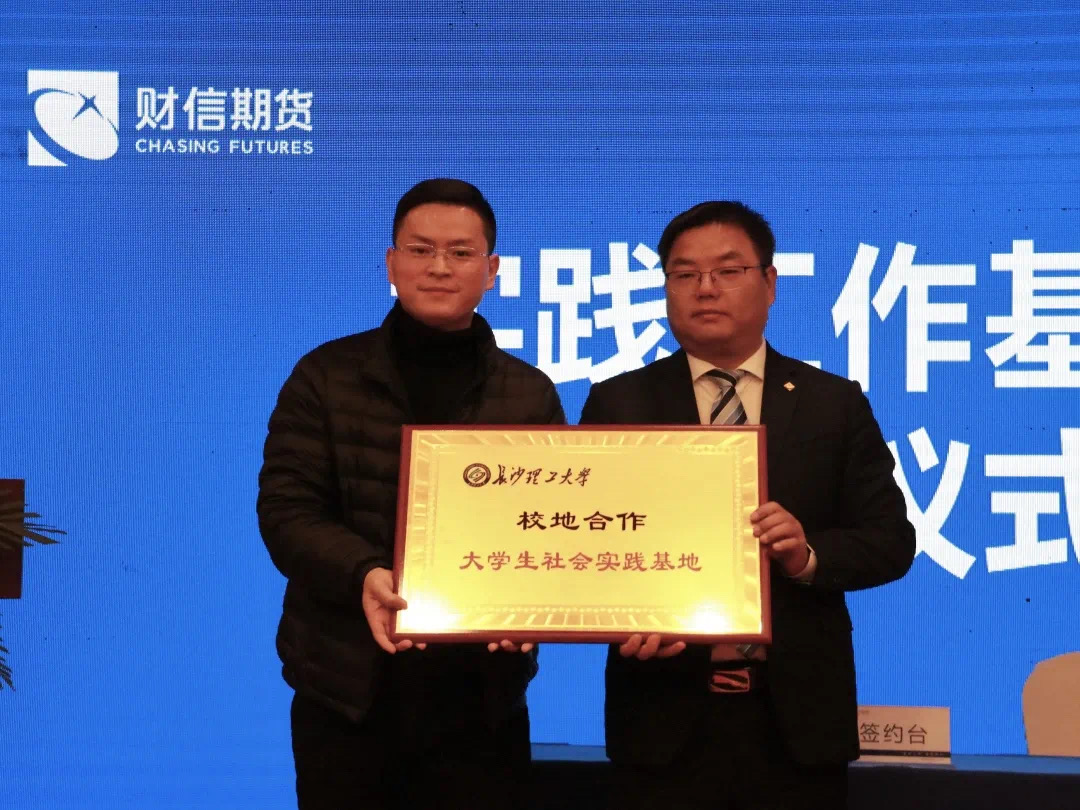 财信期货
CHASING FUTURES
实践工作基
仪式
长沙理工大学
校地合作
大学生社会实践基地
签约台